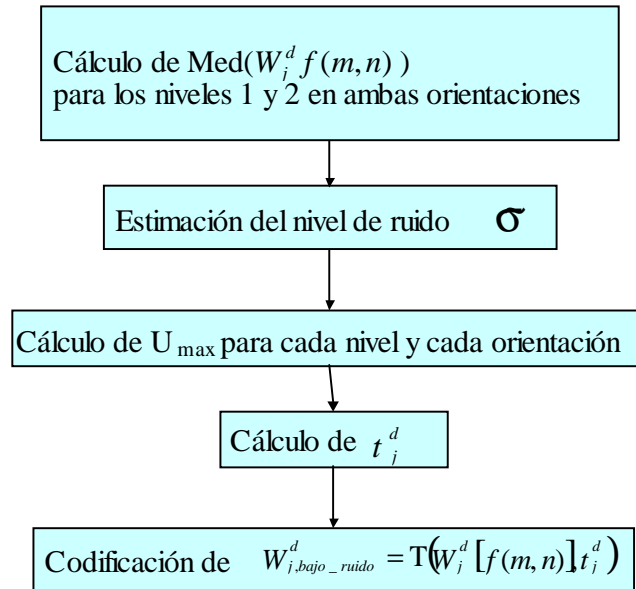 Cálculo de Med(W_j^d f(m,n) )
para los niveles 1 y 2 en ambas orientaciones
Estimación del nivel de ruido σ
Cálculo de U_max para cada nivel y cada orientación
Cálculo de t_j^d
Codificación de W_{j,bajo_ruido}^d = T(W_j^d [f(m,n)],t_j^d)